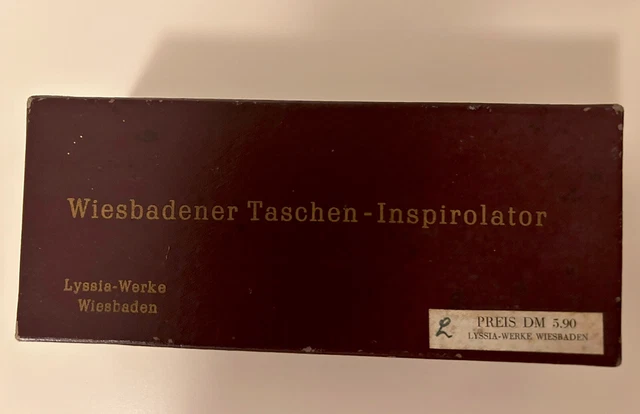 Wiesbadener Taschen-Inspirolator
Lyssia-Werke
Wiesbaden
L PREIS DM 5.90
LYSSIA-WERKE WIESBADEN